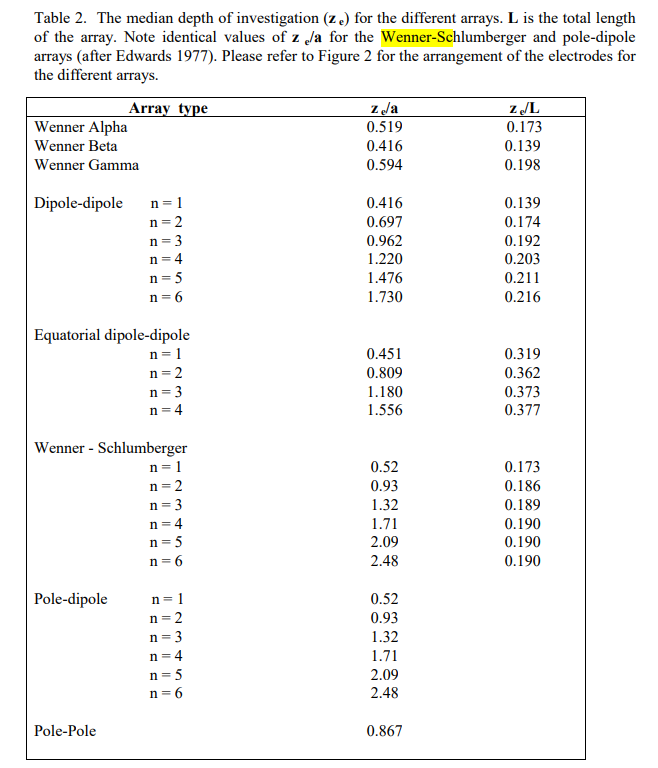 Table 2. The median depth of investigation (z e) for the different arrays. L is the total length
of the array. Note identical values of z e/a for the Wenner-Schlumberger and pole-dipole
arrays (after Edwards 1977). Please refer to Figure 2 for the arrangement of the electrodes for
the different arrays.
Array type z e/a z e/L
Wenner Alpha 0.519 0.173
Wenner Beta 0.416 0.139
Wenner Gamma 0.594 0.198
Dipole-dipole n = 1 0.416 0.139
n = 2 0.697 0.174
n = 3 0.962 0.192
n = 4 1.220 0.203
n = 5 1.476 0.211
n = 6 1.730 0.216
Equatorial dipole-dipole
n = 1 0.451 0.319
n = 2 0.809 0.362
n = 3 1.180 0.373
n = 4 1.556 0.377
Wenner - Schlumberger
n = 1 0.52 0.173
n = 2 0.93 0.186
n = 3 1.32 0.189
n = 4 1.71 0.190
n = 5 2.09 0.190
n = 6 2.48 0.190
Pole-dipole n = 1 0.52
n = 2 0.93
n = 3 1.32
n = 4 1.71
n = 5 2.09
n = 6 2.48
Pole-Pole 0.867